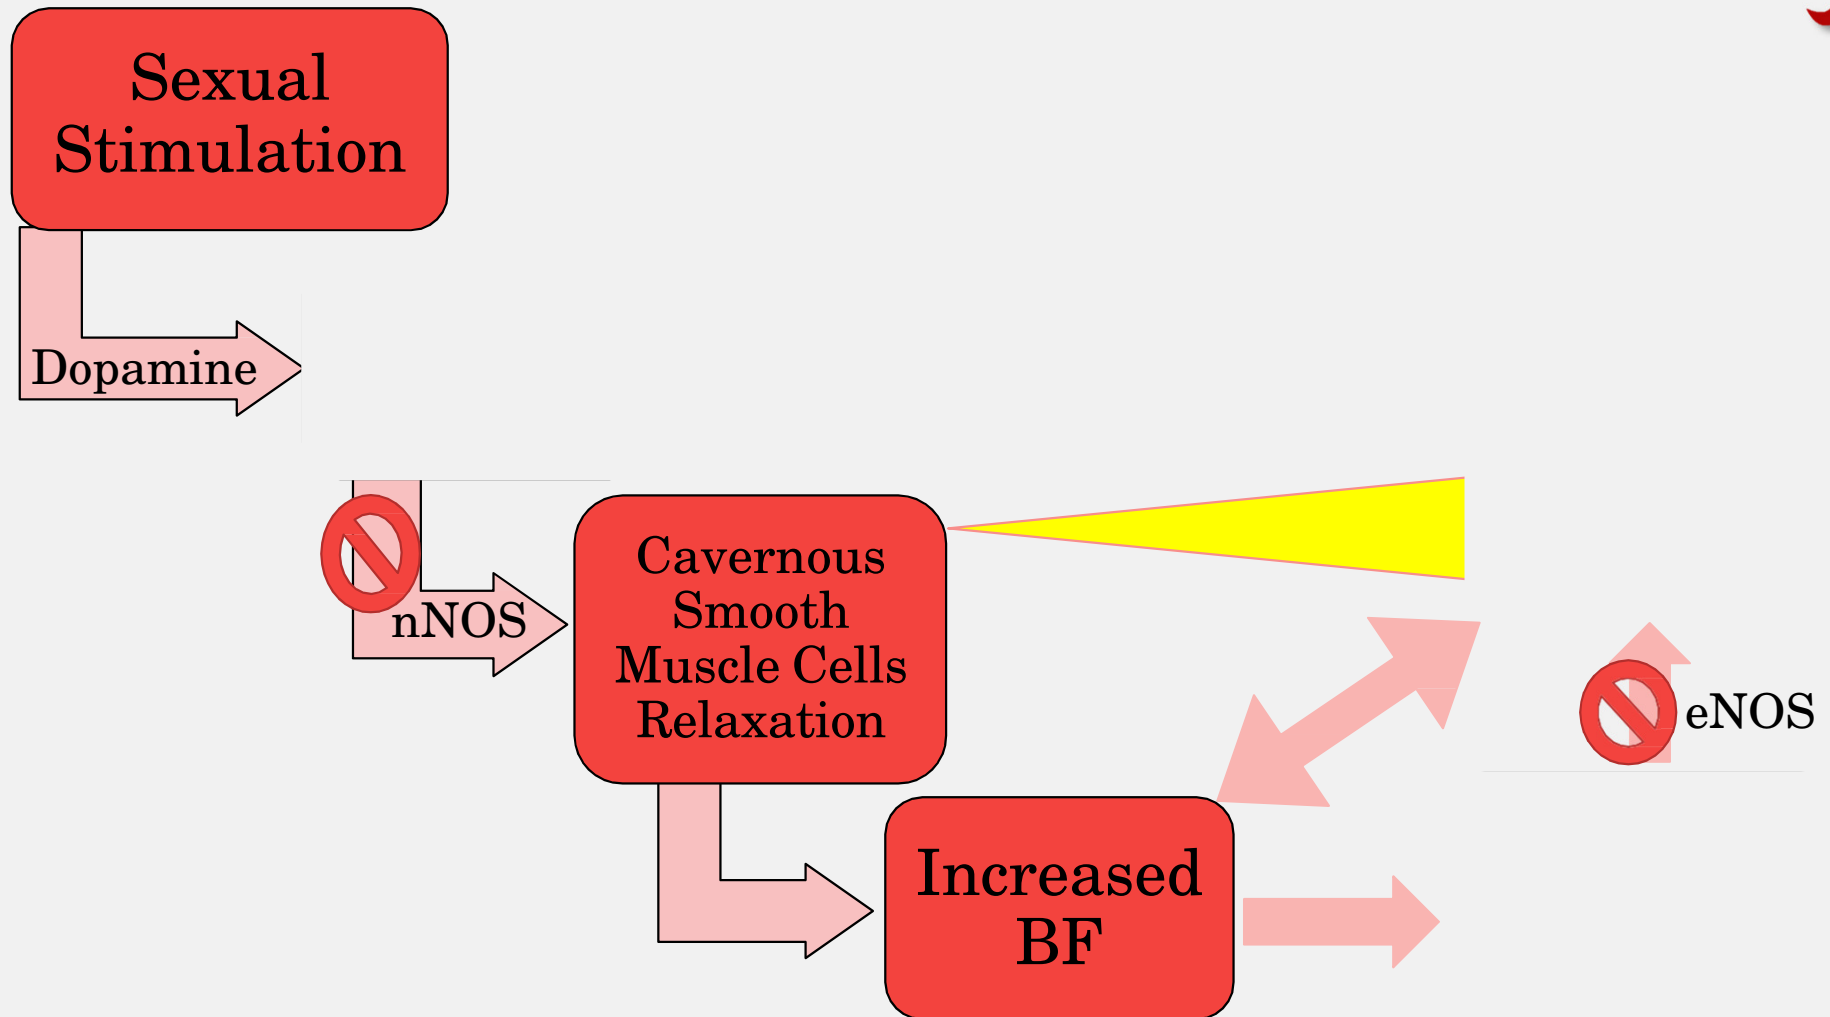 Sexual
Stimulation
Dopamine
nNOS
Cavernous
Smooth
Muscle Cells
Relaxation
eNOS
Increased
BF